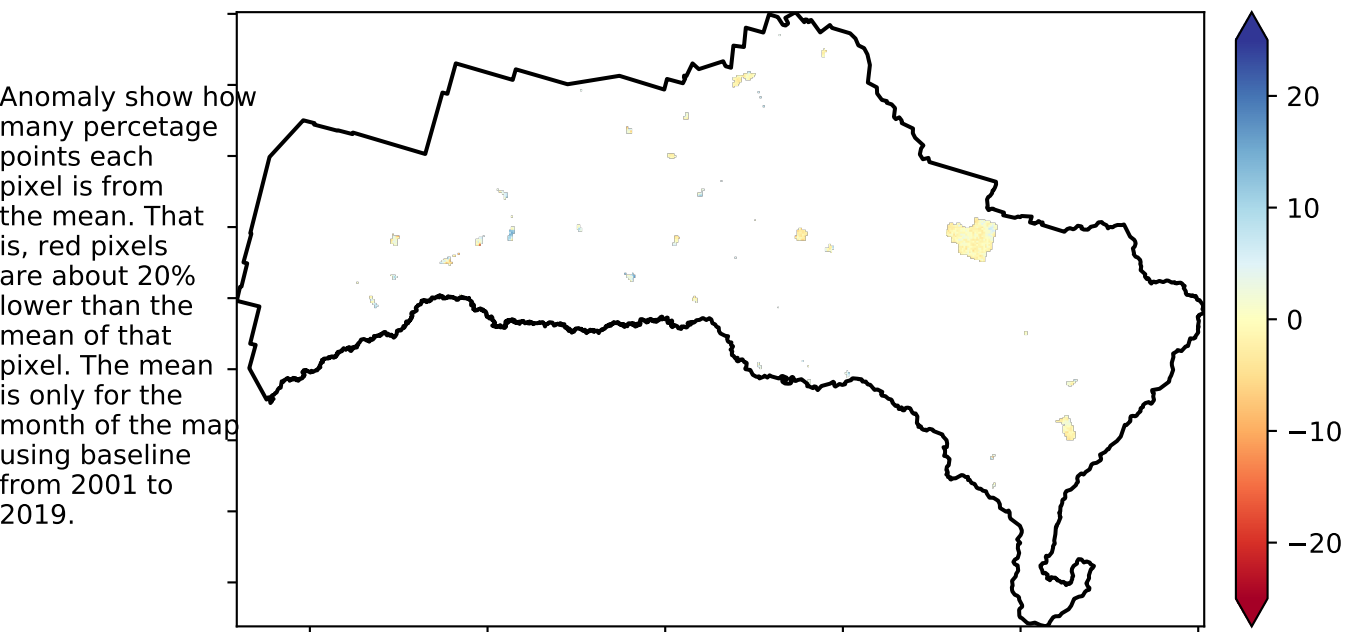 Anomaly show how
many percetage
points each
pixel is from
the mean. That
is, red pixels
are about 20%
lower than the
mean of that
pixel. The mean
is only for the
month of the map
using baseline
from 2001 to
2019.
20
10
0
−10
−20